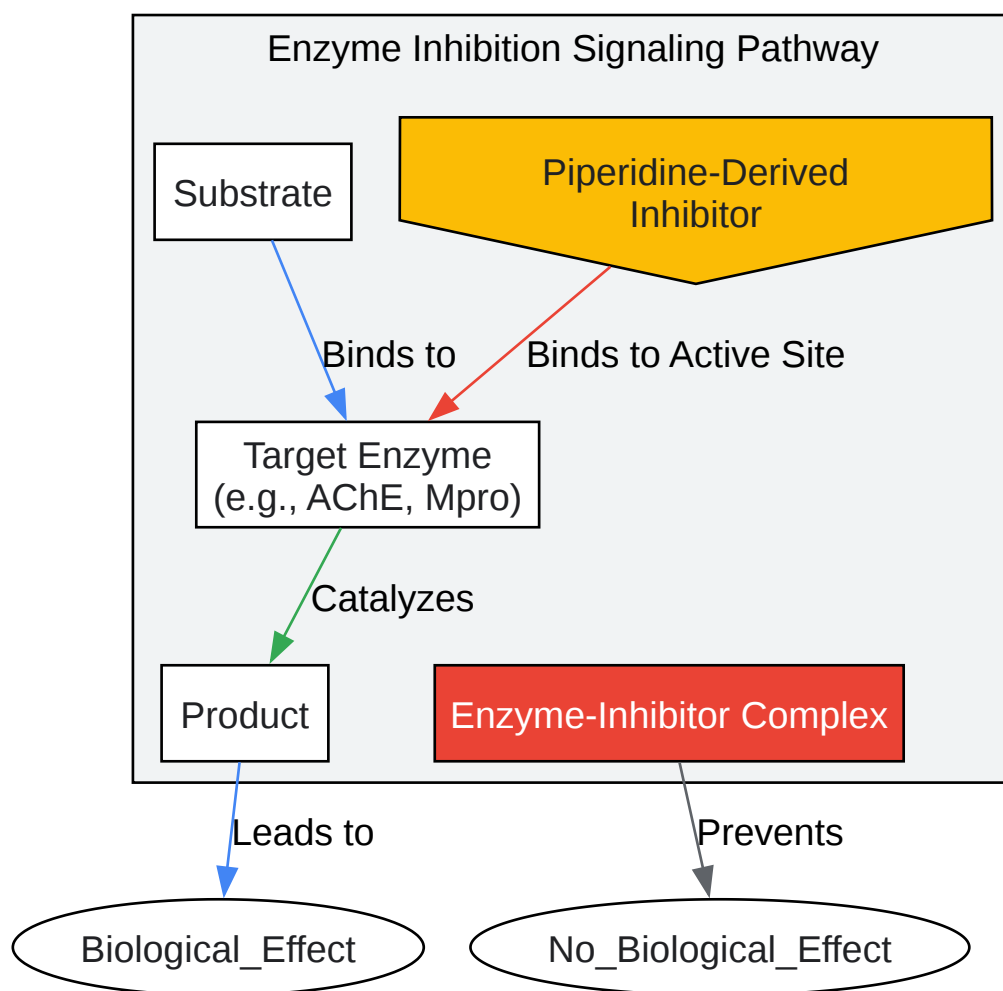 Enzyme Inhibition Signaling Pathway
Substrate
Piperidine-Derived
Inhibitor
Binds to
Binds to Active Site
Target Enzyme
(e.g., AChE, Mpro)
Catalyzes
Product
Enzyme-Inhibitor Complex
Leads to
Prevents
Biological_Effect
No_Biological_Effect